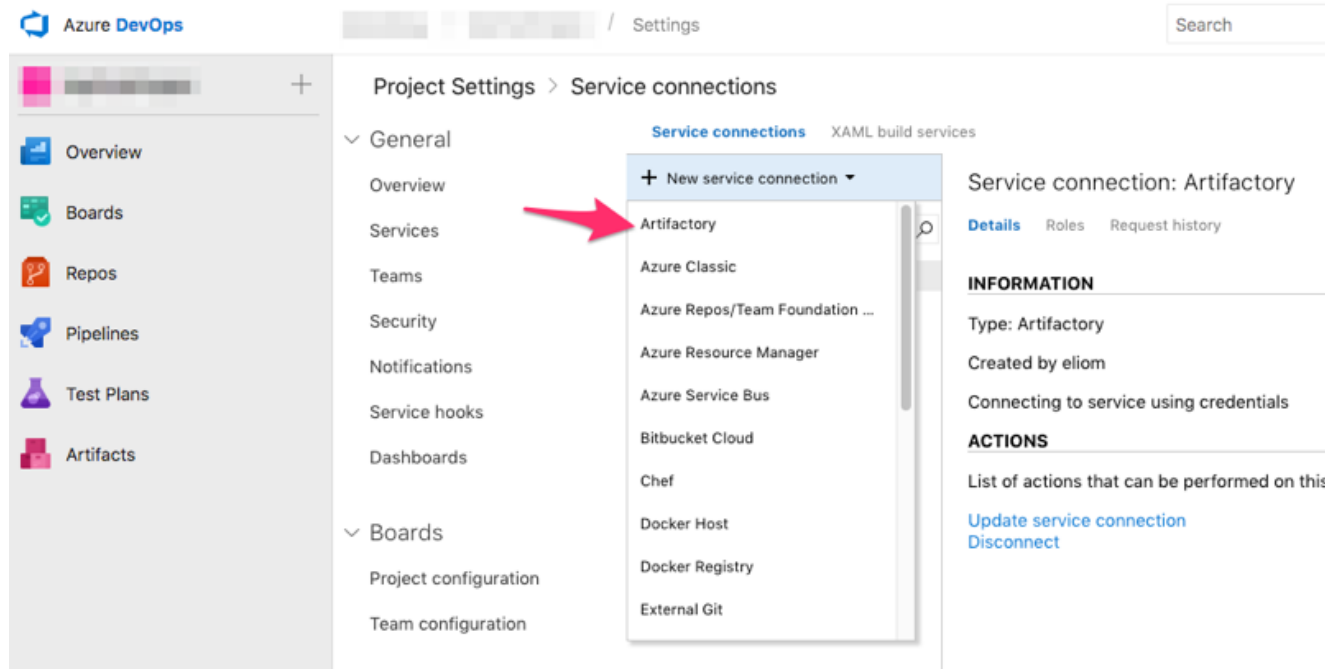 Azure DevOps
/ Settings
Search
+
Overview
Boards
Repos
Pipelines
Test Plans
Artifacts
Project Settings > Service connections
General
Overview
Services
Teams
Security
Notifications
Service hooks
Dashboards
Boards
Project configuration
Team configuration
Service connections XAML build services
+ New service connection
Artifactory
Azure Classic
Azure Repos/Team Foundation ...
Azure Resource Manager
Azure Service Bus
Bitbucket Cloud
Chef
Docker Host
Docker Registry
External Git
Service connection: Artifactory
Details Roles Request history
INFORMATION
Type: Artifactory
Created by eliom
Connecting to service using credentials
ACTIONS
List of actions that can be performed on this
Update service connection
Disconnect